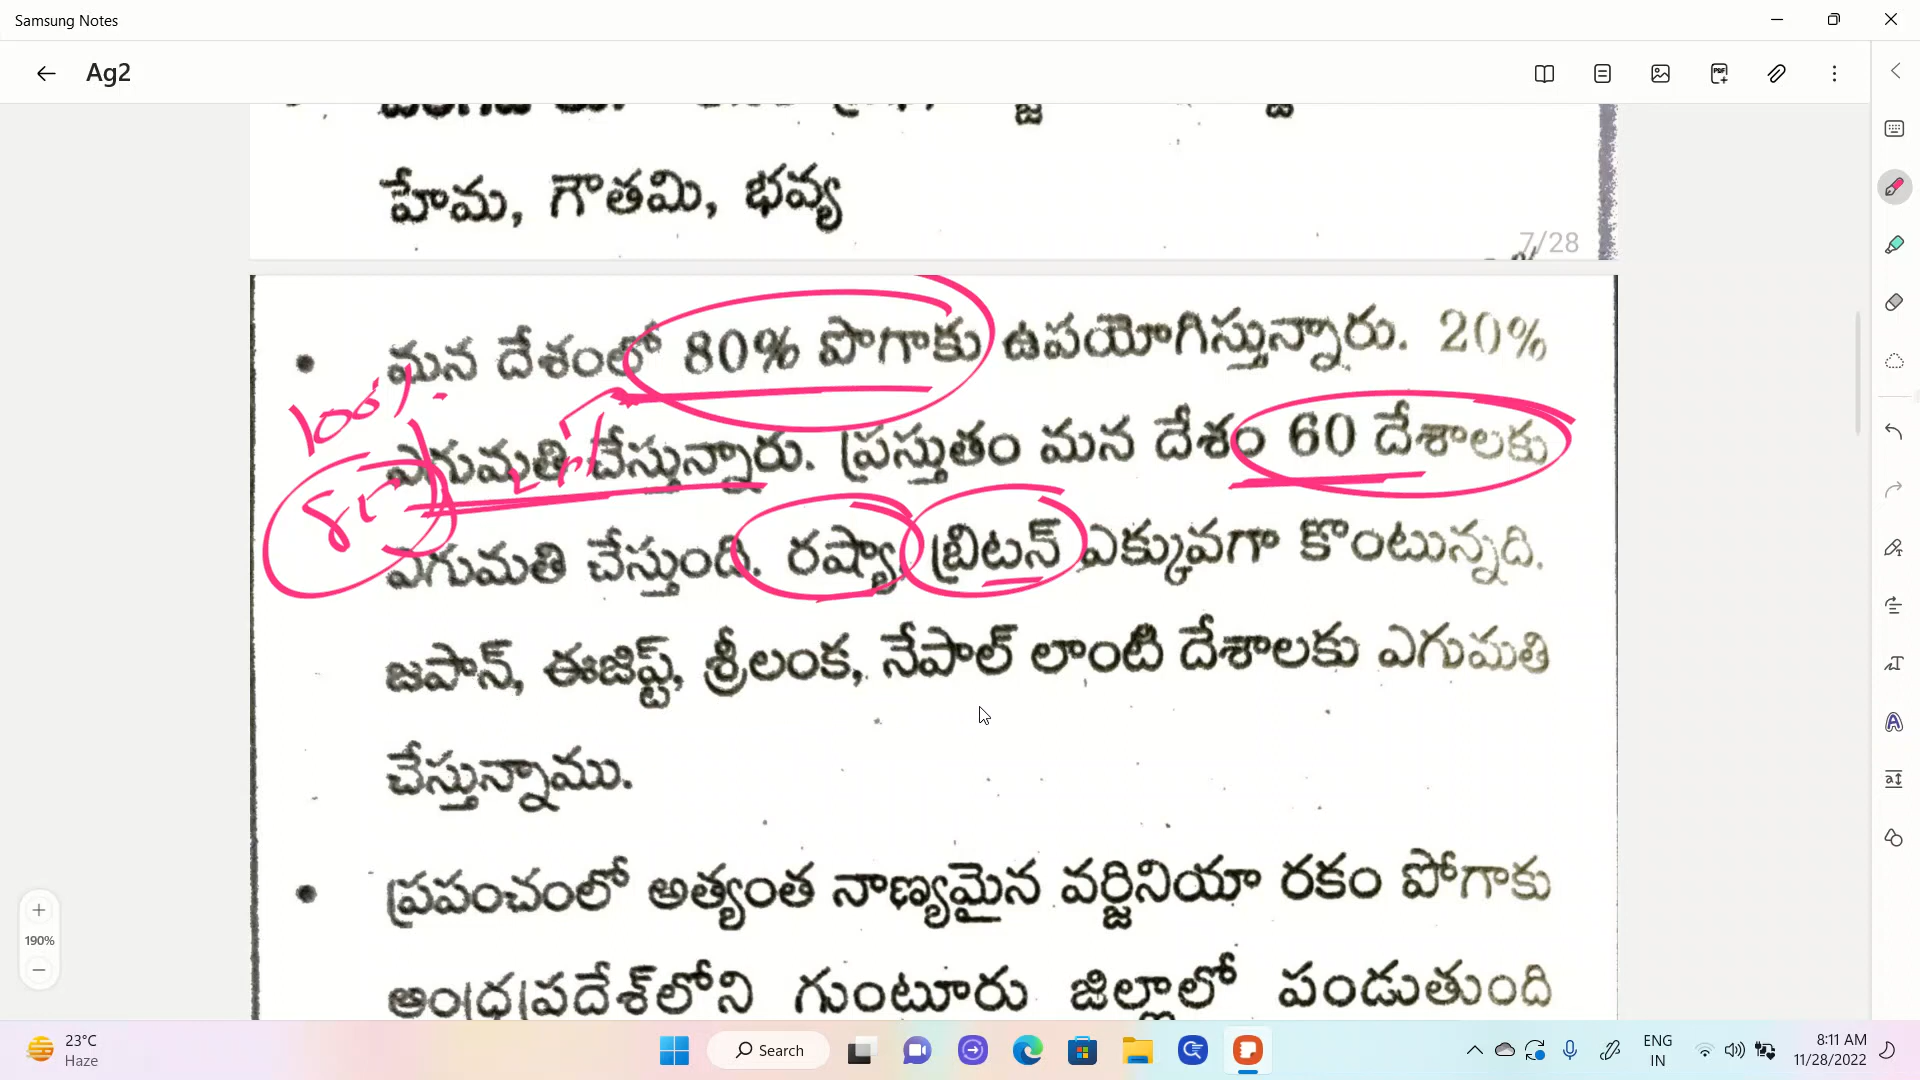 Samsung Notes
Ag2
హేమ, గౌతమి, భవ్య
7/28
• మన దేశంలో 80% పొగాకు ఉపయోగిస్తున్నారు. 20%
100%.
ఎగుమతి చేస్తున్నారు. ప్రస్తుతం మన దేశం 60 దేశాలకు
ఎగుమతి చేస్తుంది. రష్యా, బ్రిటన్ ఎక్కువగా కొంటున్నది.
జపాన్, ఈజిప్ట్, శ్రీలంక, నేపాల్ లాంటి దేశాలకు ఎగుమతి
చేస్తున్నాము.
• ప్రపంచంలో అత్యంత నాణ్యమైన వర్జినియా రకం పోగాకు
ఆంధ్రప్రదేశ్‌లోని గుంటూరు జిల్లాలో పండుతుంది
190%
23°C
Haze
Search
ENG
IN
8:11 AM
11/28/2022